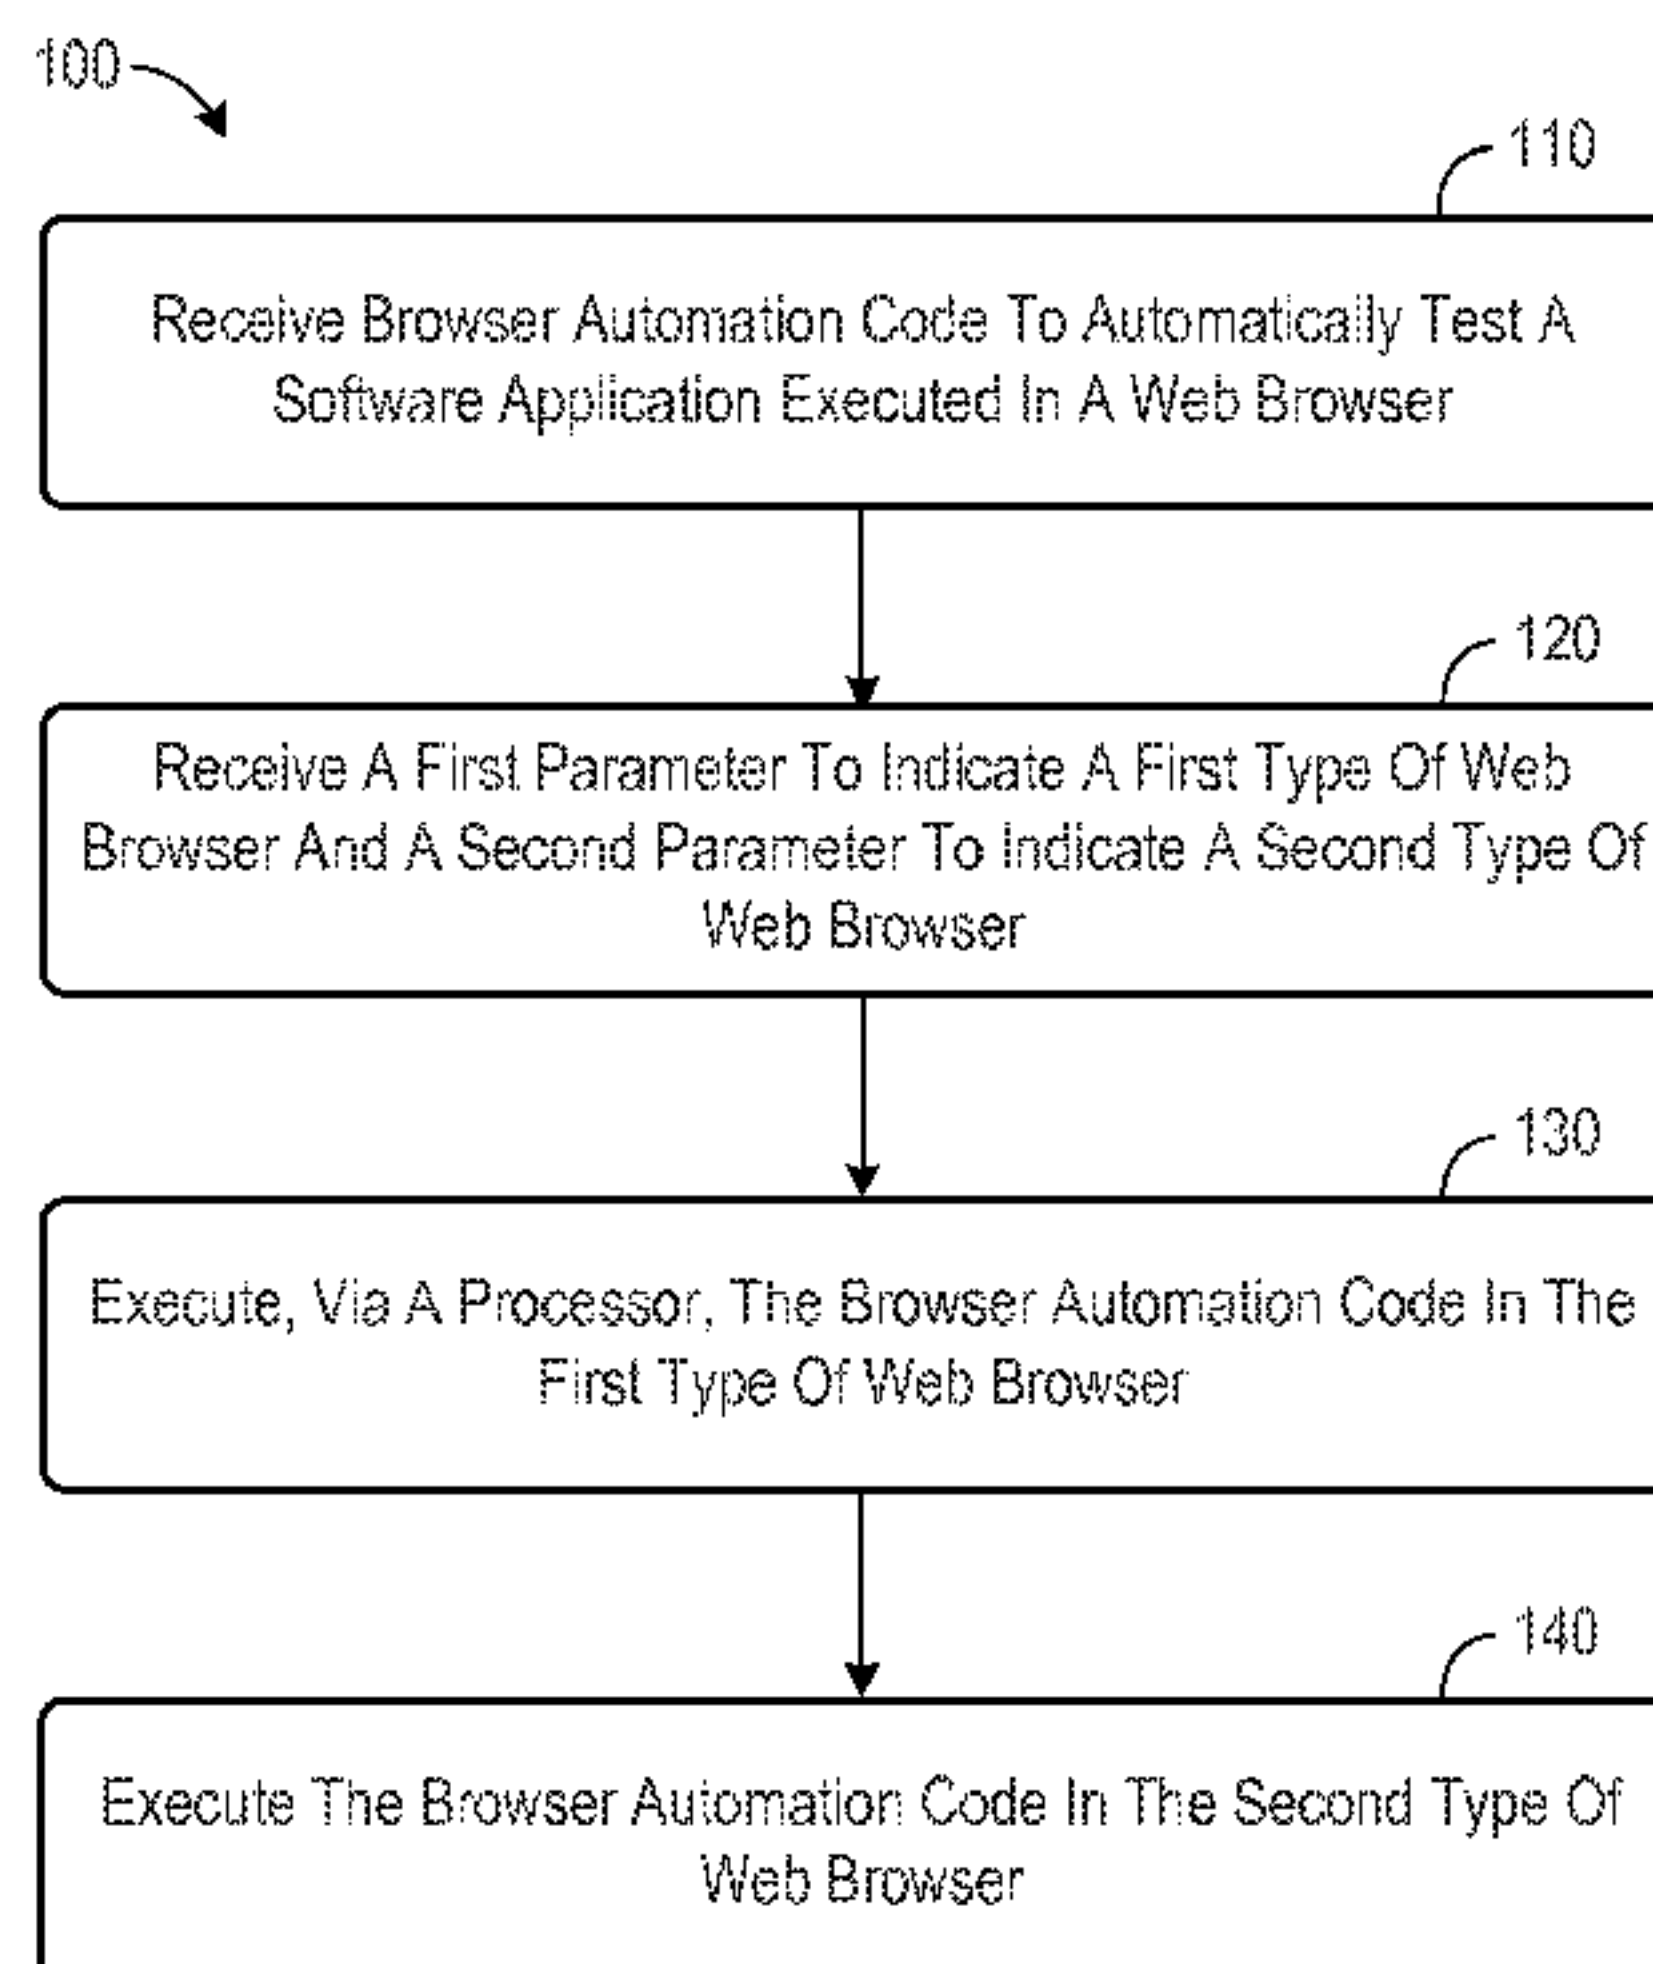 100
110
Receive Browser Automation Code To Automatically Test A
Software Application Executed In A Web Browser
120
Receive A First Parameter To Indicate A First Type Of Web
Browser And A Second Parameter To Indicate A Second Type Of
Web Browser
130
Execute, Via A Processor, The Browser Automation Code In The
First Type Of Web Browser
140
Execute The Browser Automation Code In The Second Type Of
Web Browser